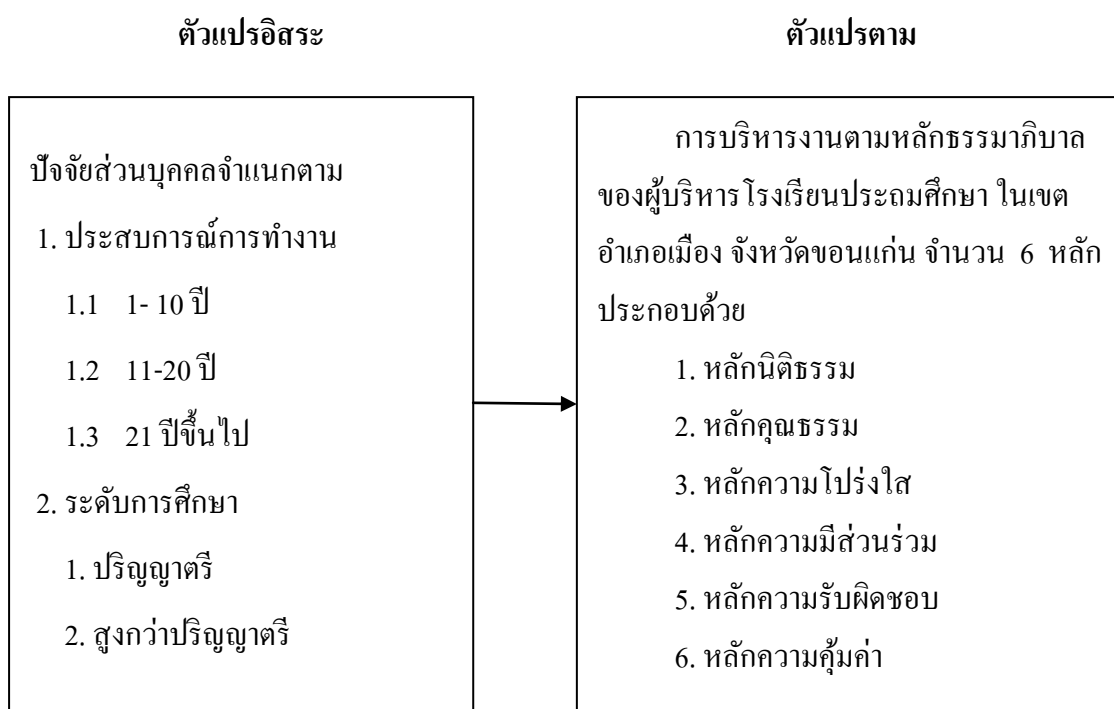 ตัวแปรอิสระ
ตัวแปรตาม
ปัจจัยส่วนบุคคลจำแนกตาม
1. ประสบการณ์การทำงาน
1.1 1- 10 ปี
1.2 11-20 ปี
1.3 21 ปีขึ้นไป
2. ระดับการศึกษา
1. ปริญญาตรี
2. สูงกว่าปริญญาตรี
การบริหารงานตามหลักธรรมาภิบาล
ของผู้บริหารโรงเรียนประถมศึกษา ในเขต
อำเภอเมือง จังหวัดขอนแก่น จำนวน 6 หลัก
ประกอบด้วย
1. หลักนิติธรรม
2. หลักคุณธรรม
3. หลักความโปร่งใส
4. หลักความมีส่วนร่วม
5. หลักความรับผิดชอบ
6. หลักความคุ้มค่า